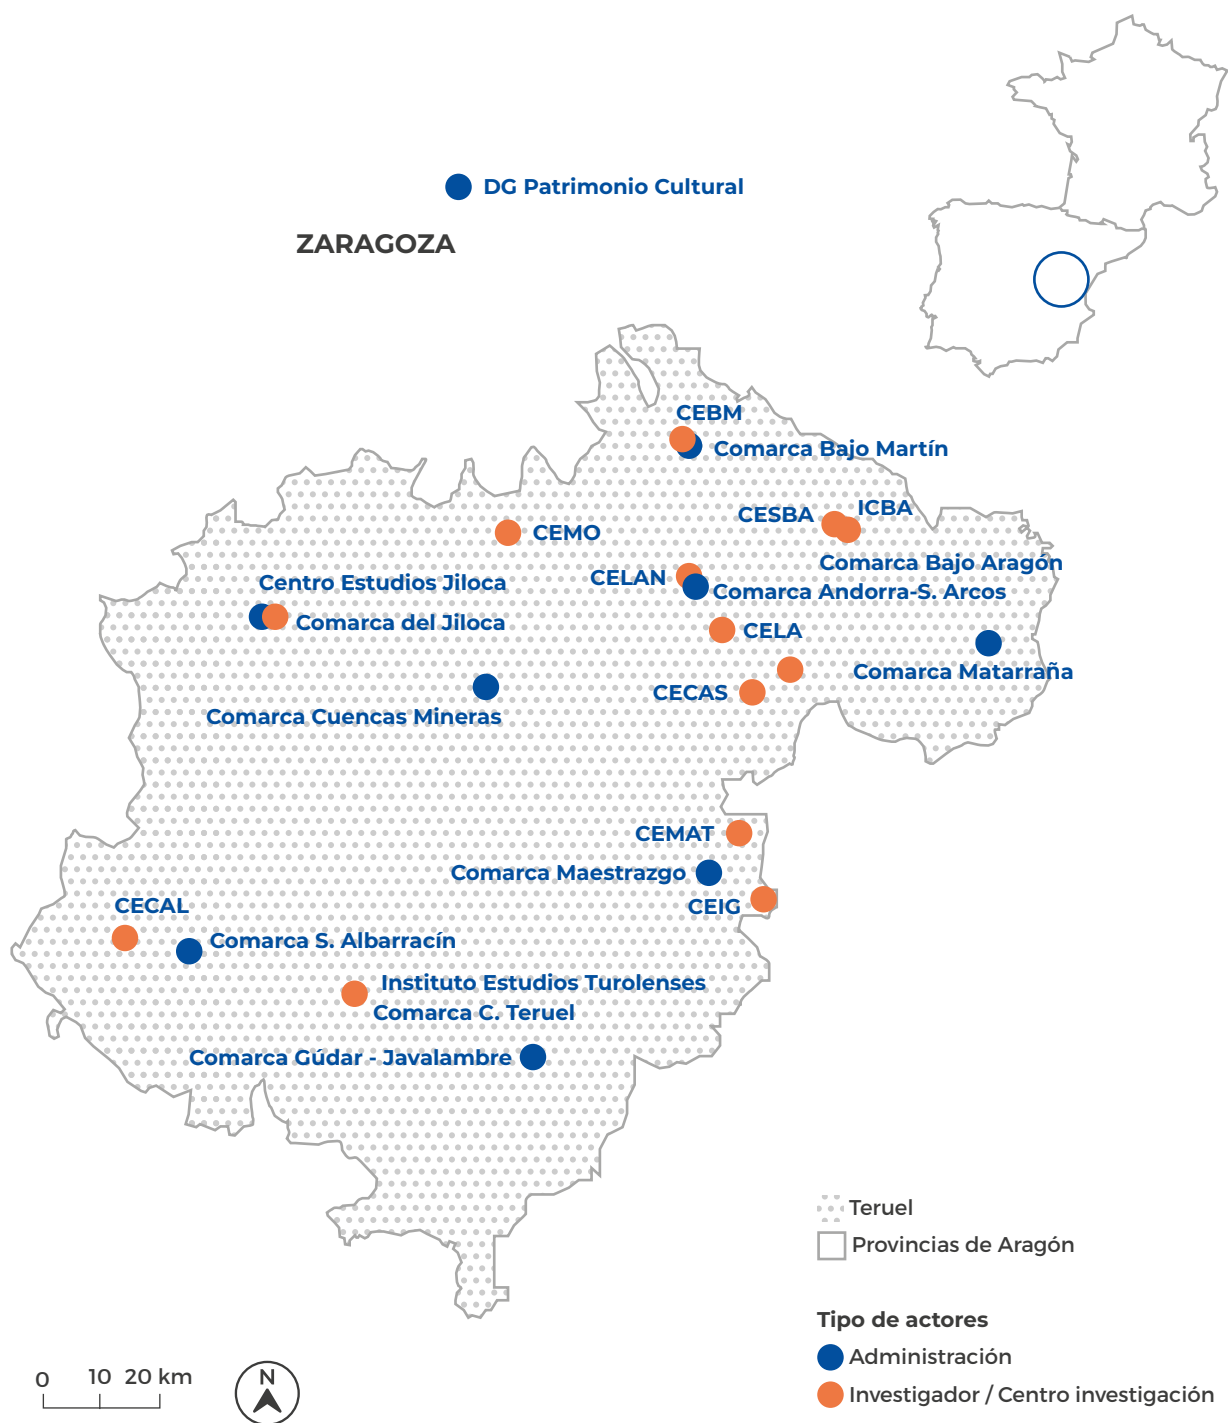 DG Patrimonio Cultural
ZARAGOZA
CEBM
Comarca Bajo Martín
CESBA
ICBA
CEMO
Comarca Bajo Aragón
CELAN
Centro Estudios Jiloca
Comarca Andorra-S. Arcos
Comarca del Jiloca
CELA
Comarca Matarraña
CECAS
Comarca Cuencas Mineras
CEMAT
Comarca Maestrazgo
CECAL
CEIG
Comarca S. Albarracín
Instituto Estudios Turolenses
Comarca C. Teruel
Comarca Gúdar - Javalambre
Teruel
Provincias de Aragón
Tipo de actores
Administración
Investigador / Centro investigación
0 10 20 km
N